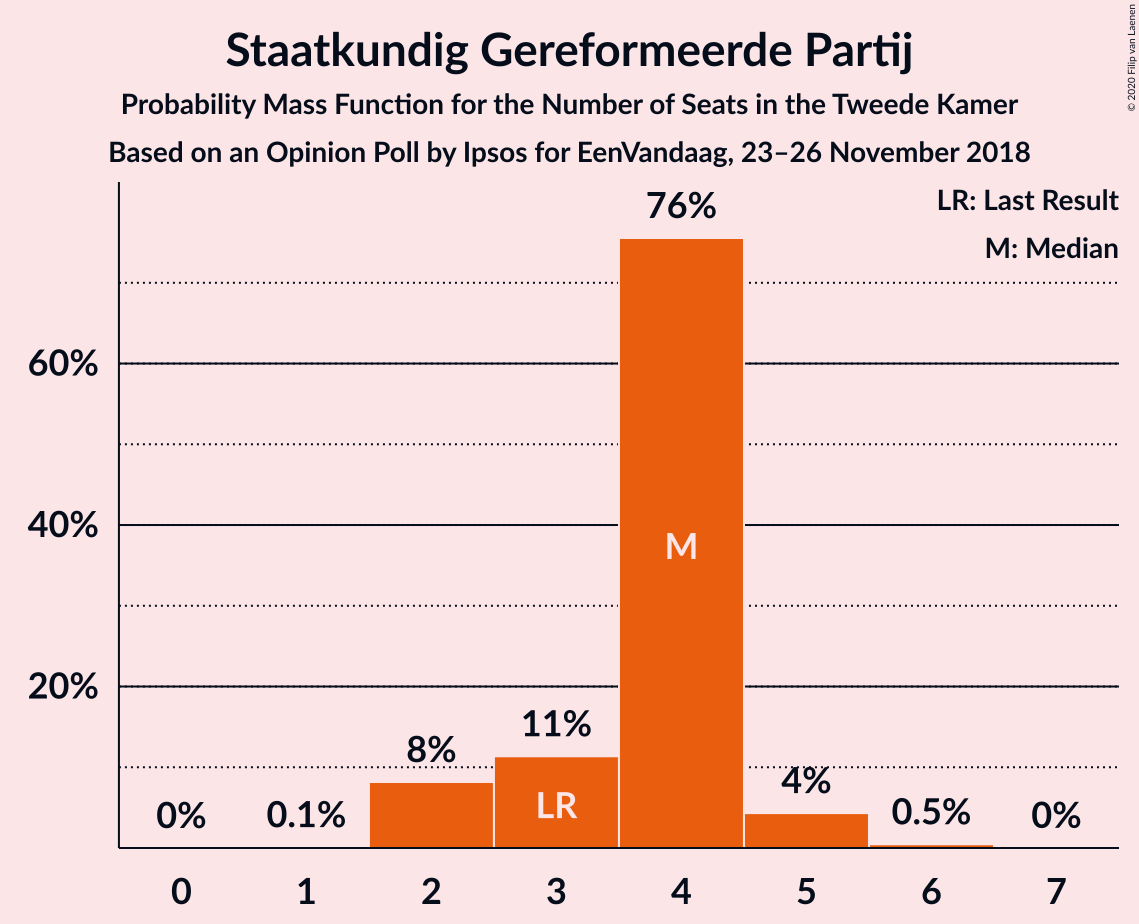 Staatkundig Gereformeerde Partij
Probability Mass Function for the Number of Seats in the Tweede Kamer
Based on an Opinion Poll by Ipsos for EenVandaag, 23–26 November 2018
© 2020 Filip van Laenen
LR: Last Result
M: Median
60%
40%
20%
0%
0.1%
8%
11%
76%
4%
0.5%
0%
LR
M
0 1 2 3 4 5 6 7